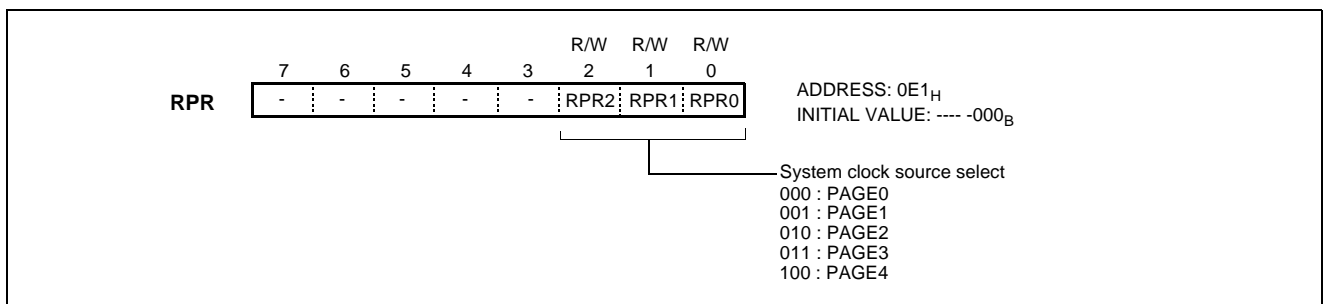 R/W R/W R/W
7 6 5 4 3 2 1 0
RPR - - - - - RPR2 RPR1 RPR0
ADDRESS: 0E1H
INITIAL VALUE: ---- -000B
System clock source select
000 : PAGE0
001 : PAGE1
010 : PAGE2
011 : PAGE3
100 : PAGE4